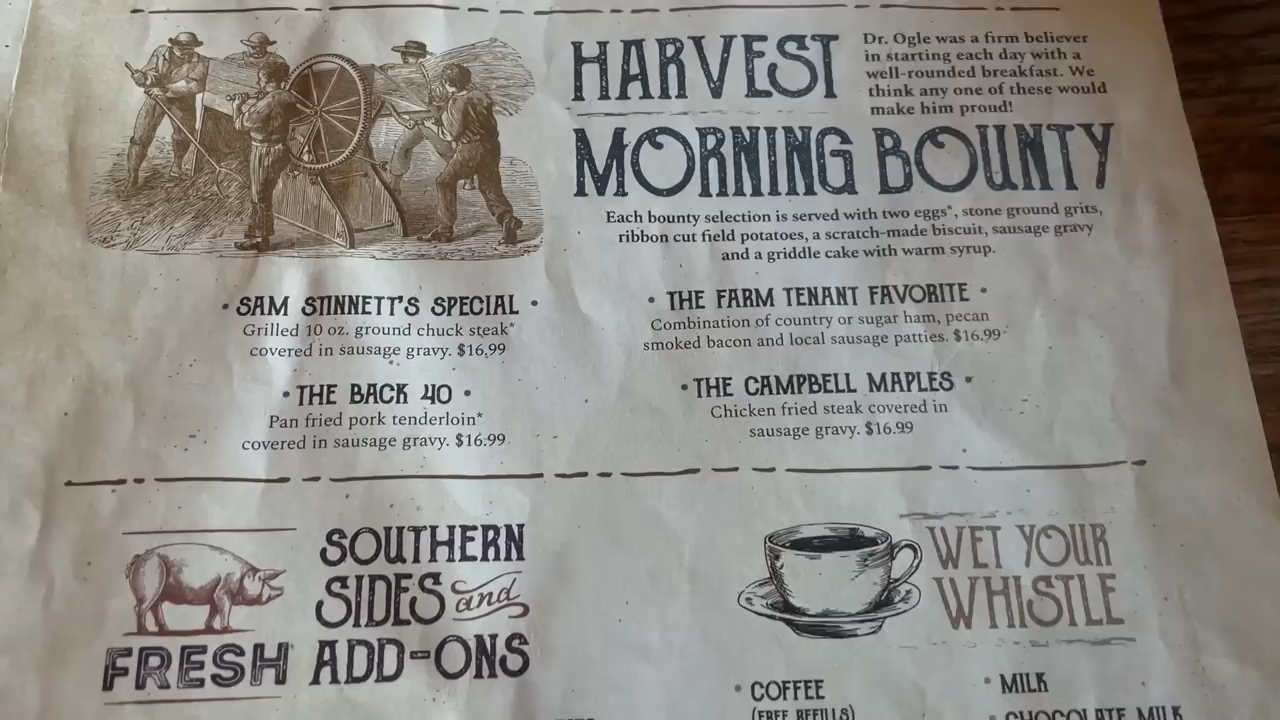 HARVEST
MORNING BOUNTY
Dr. Ogle was a firm believer
in starting each day with a
well-rounded breakfast. We
think any one of these would
make him proud!
Each bounty selection is served with two eggs*, stone ground grits,
ribbon cut field potatoes, a scratch-made biscuit, sausage gravy
and a griddle cake with warm syrup.
• SAM STINNETT'S SPECIAL •
Grilled 10 oz. ground chuck steak*
covered in sausage gravy. $16.99
• THE BACK 40 •
Pan fried pork tenderloin*
covered in sausage gravy. $16.99
• THE FARM TENANT FAVORITE •
Combination of country or sugar ham, pecan
smoked bacon and local sausage patties. $16.99
• THE CAMPBELL MAPLES •
Chicken fried steak covered in
sausage gravy. $16.99
SOUTHERN
SIDES and
FRESH ADD-ONS
WET YOUR
WHISTLE
• COFFEE
(FREE REFILLS)
• MILK
• CHOCOLATE MILK